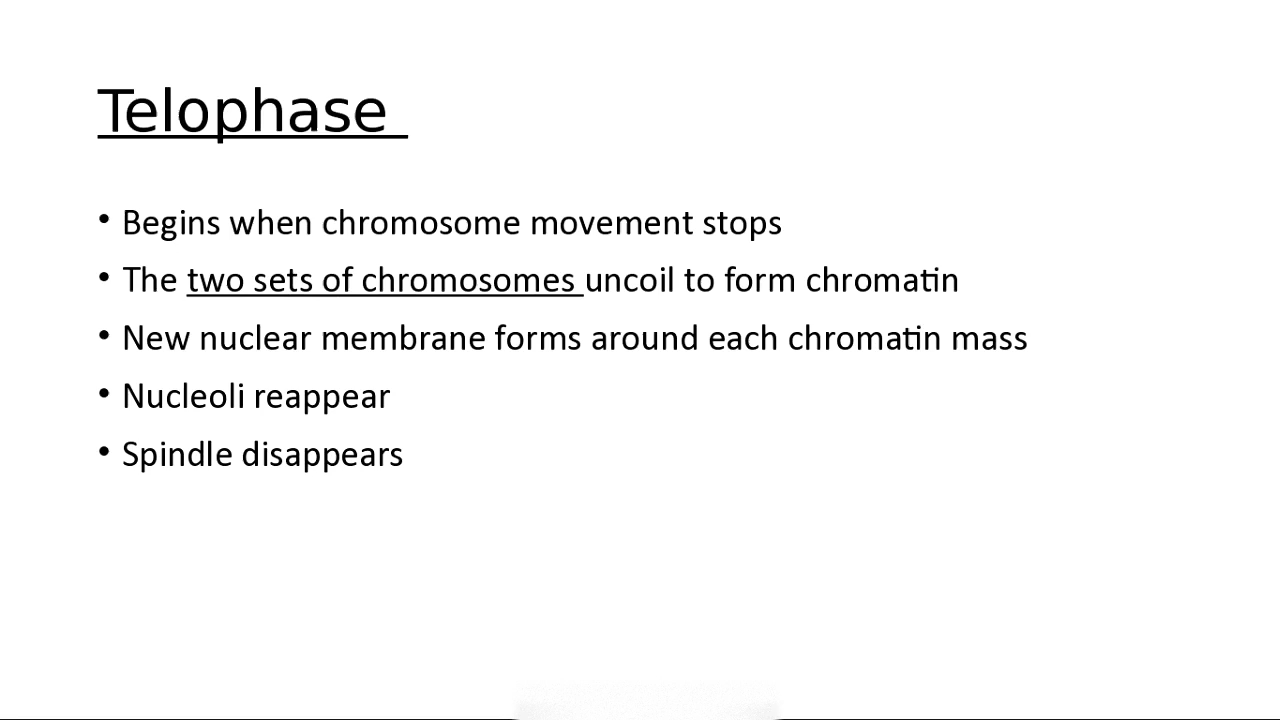 Telophase
• Begins when chromosome movement stops
• The two sets of chromosomes uncoil to form chromatin
• New nuclear membrane forms around each chromatin mass
• Nucleoli reappear
• Spindle disappears